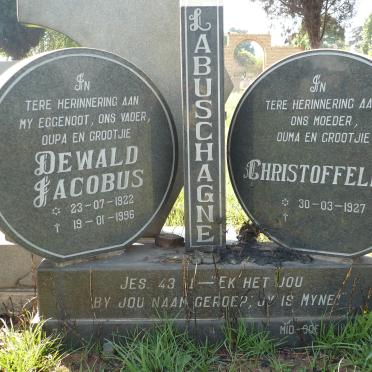 In
TERE HERINNERING AAN
MY EGGENOOT, ONS VADER,
OUPA EN GROOTJIE
DEWALD
JACOBUS
* 23-07-1922
† 19-01-1996
LABUSCHAGNE
In
TERE HERINNERING AA
ONS MOEDER,
OUMA EN GROOTJIE
CHRISTOFFEL
* 30-03-1927
†
JES. 43 : 1 — "EK HET JOU
BY JOU NAAM GEROEP; JY IS MYNE"